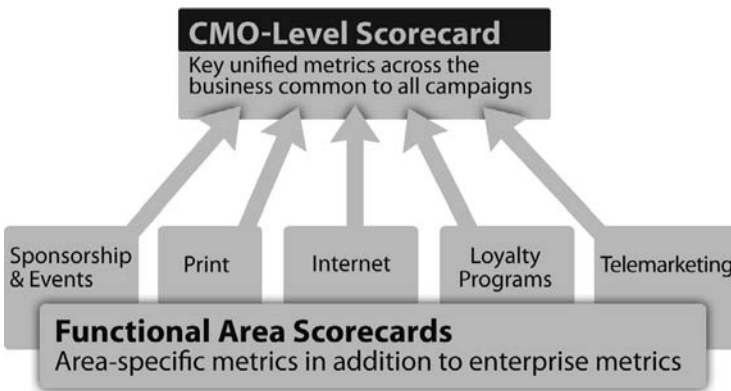 CMO-Level Scorecard
Key unified metrics across the
business common to all campaigns
Sponsorship
& Events
Print
Internet
Loyalty
Programs
Telemarketing
Functional Area Scorecards
Area-specific metrics in addition to enterprise metrics